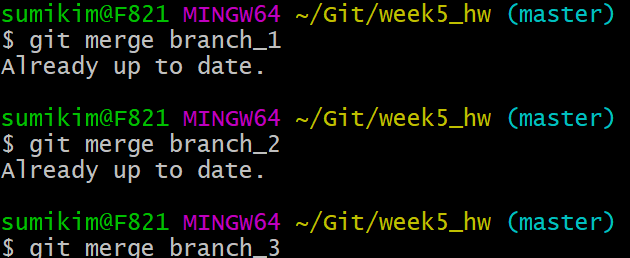 sumikim@F821 MINGW64 ~/Git/week5_hw (master)
$ git merge branch_1
Already up to date.
sumikim@F821 MINGW64 ~/Git/week5_hw (master)
$ git merge branch_2
Already up to date.
sumikim@F821 MINGW64 ~/Git/week5_hw (master)
$ git merge branch_3